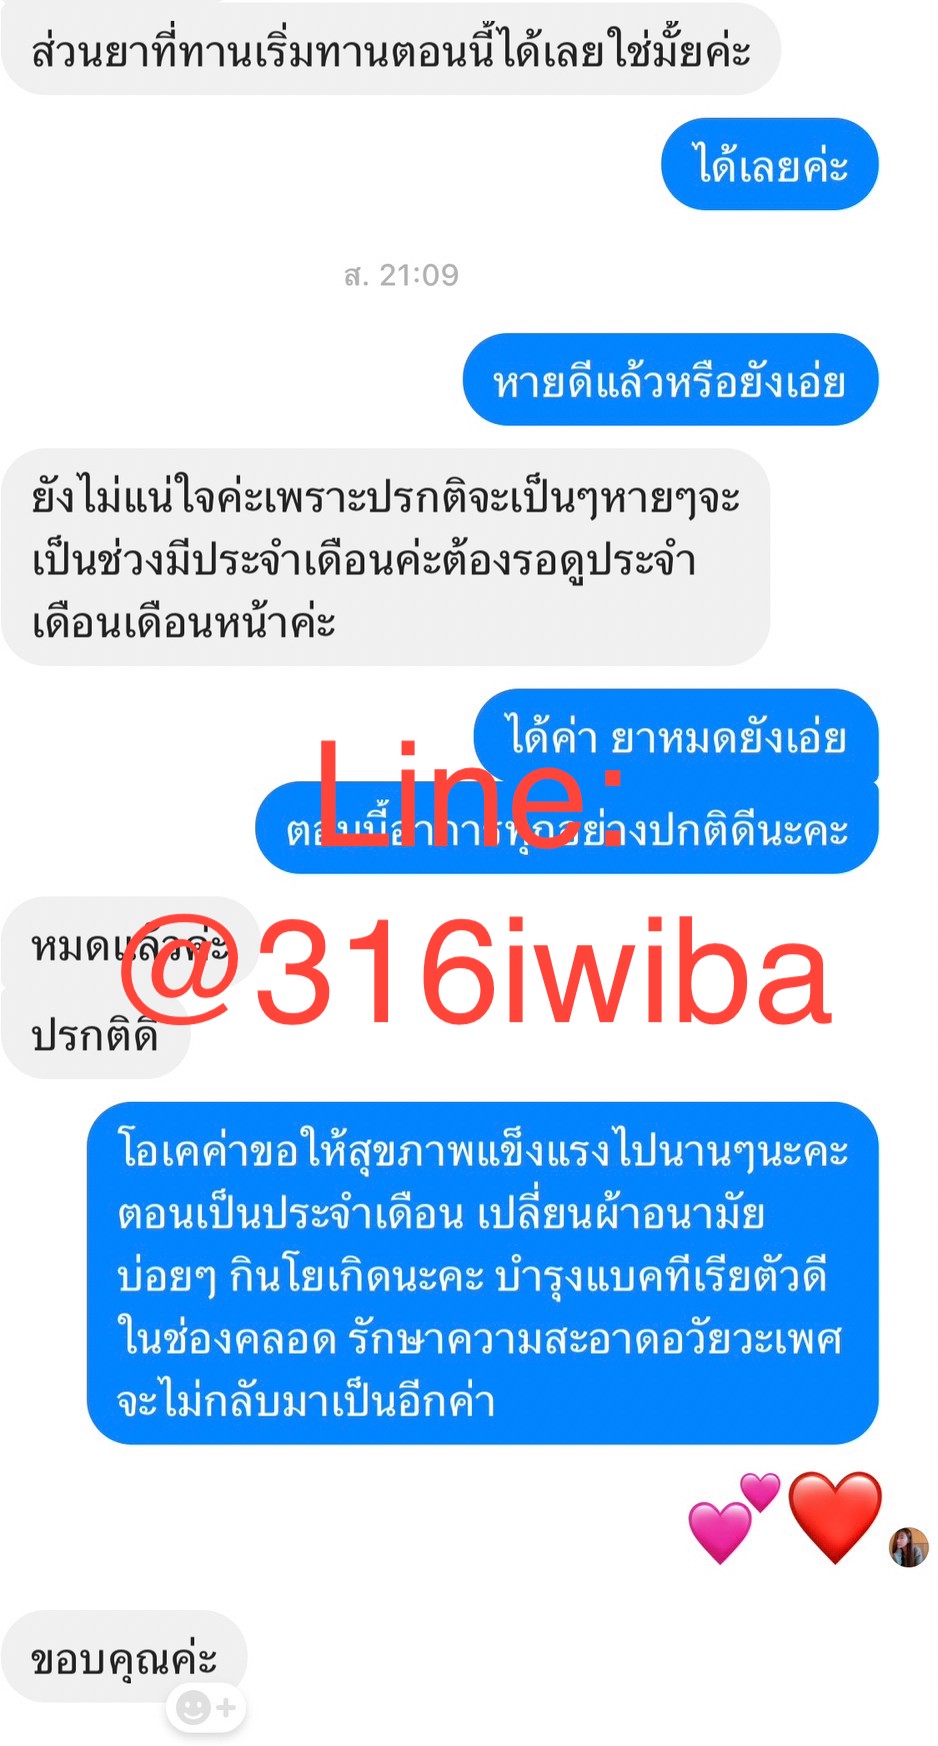 ส่วนยาที่ทานเริ่มทานตอนนี้ได้เลยใช่มั้ยค่ะ
ได้เลยค่ะ
ส. 21:09
หายดีแล้วหรือยังเอ่ย
ยังไม่แน่ใจค่ะเพราะปรกติจะเป็นๆหายๆจะ
เป็นช่วงมีประจำเดือนค่ะต้องรอดูประจำ
เดือนเดือนหน้าค่ะ
ได้ค่า ยาหมดยังเอ่ย
Line:
ตอนนี้อาการทุกอย่างปกติดีนะคะ
หมดแล้วค่ะ
@316iwiba
ปรกติดี
โอเคค่าขอให้สุขภาพแข็งแรงไปนานๆนะคะ
ตอนเป็นประจำเดือน เปลี่ยนผ้าอนามัย
บ่อยๆ กินโยเกิดนะคะ บำรุงแบคทีเรียตัวดี
ในช่องคลอด รักษาความสะอาดอวัยวะเพศ
จะไม่กลับมาเป็นอีกค่า
ขอบคุณค่ะ